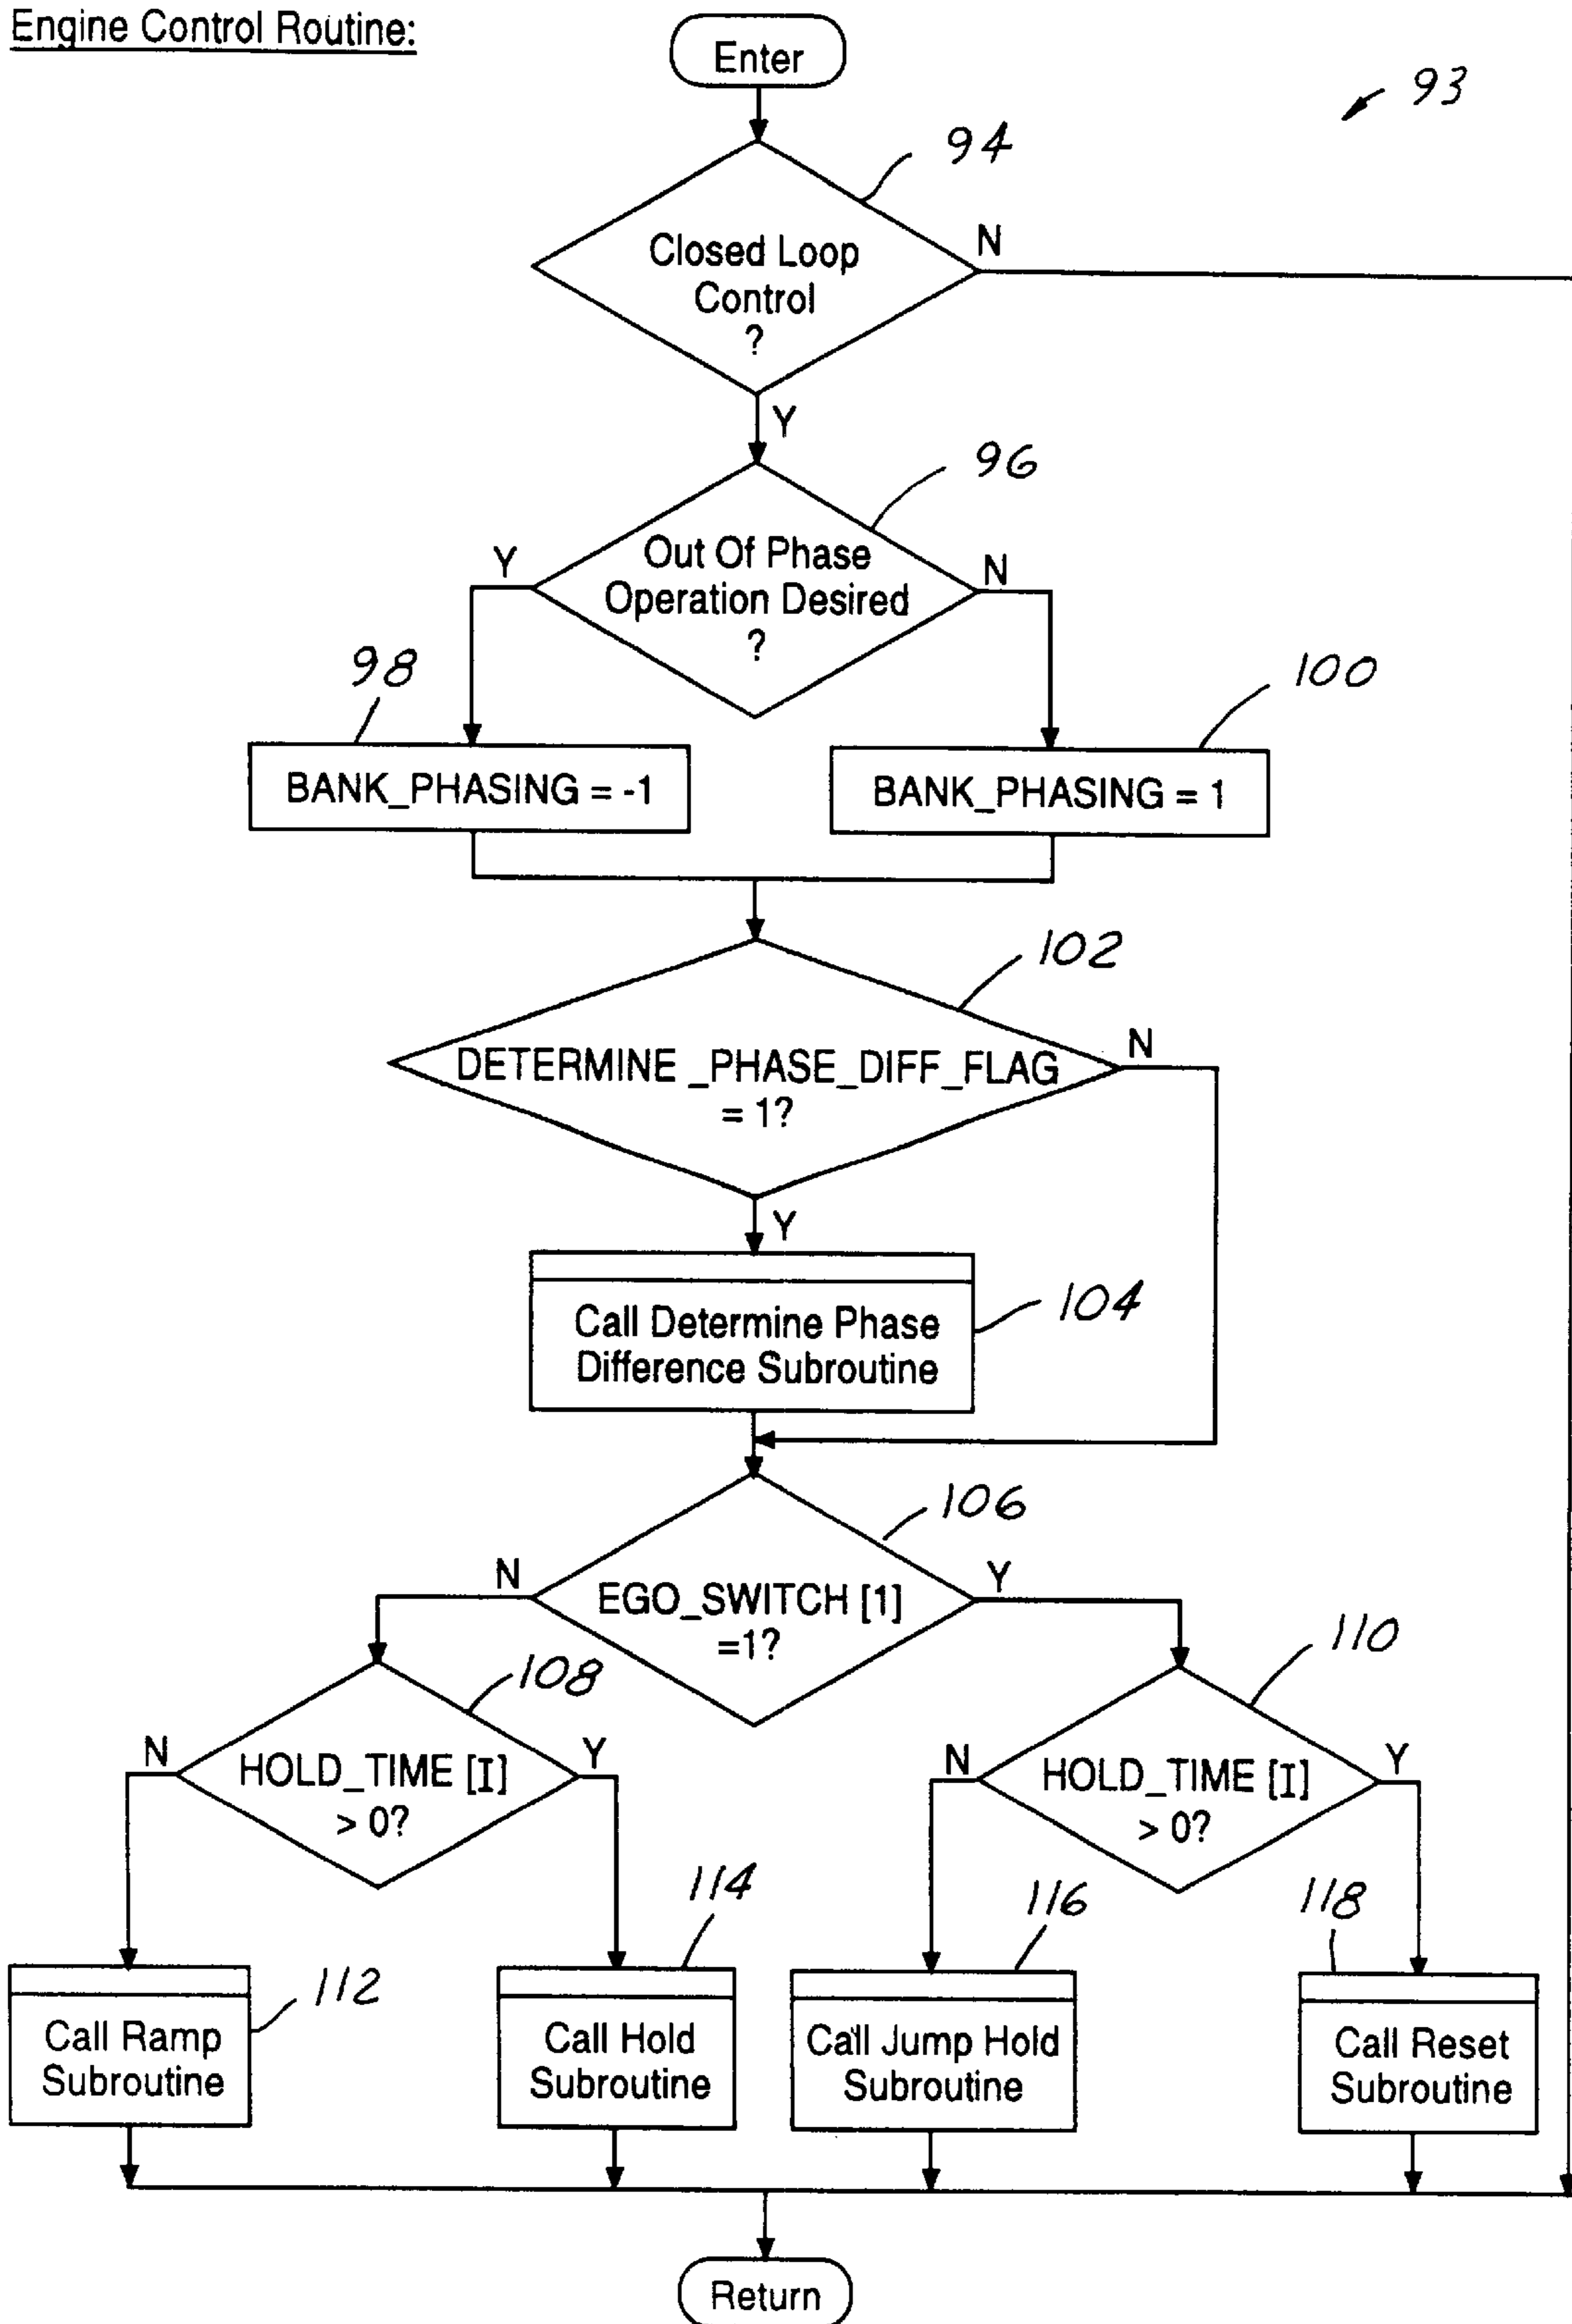 Engine Control Routine:
Enter
93
94
Closed Loop
Control
?
N
Y
96
Out Of Phase
Operation Desired
?
Y
N
98
100
BANK_PHASING = -1
BANK_PHASING = 1
102
DETERMINE _PHASE_DIFF_FLAG
= 1?
N
Y
104
Call Determine Phase
Difference Subroutine
106
EGO_SWITCH [1]
=1?
N
Y
108
110
HOLD_TIME [I]
> 0?
N
Y
HOLD_TIME [I]
> 0?
N
Y
112
114
116
118
Call Ramp
Subroutine
Call Hold
Subroutine
Call Jump Hold
Subroutine
Call Reset
Subroutine
Return